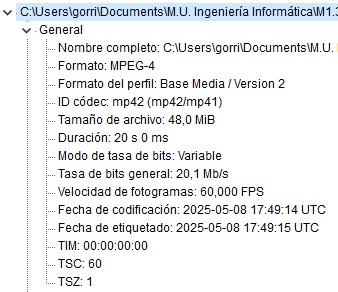 C:\Users\gorri\Documents\M.U. Ingeniería Informática\M1.3
General
Nombre completo: C:\Users\gorri\Documents\M.U. I
Formato: MPEG-4
Formato del perfil: Base Media / Version 2
ID códec: mp42 (mp42/mp41)
Tamaño de archivo: 48,0 MiB
Duración: 20 s 0 ms
Modo de tasa de bits: Variable
Tasa de bits general: 20,1 Mb/s
Velocidad de fotogramas: 60,000 FPS
Fecha de codificación: 2025-05-08 17:49:14 UTC
Fecha de etiquetado: 2025-05-08 17:49:15 UTC
TIM: 00:00:00:00
TSC: 60
TSZ: 1